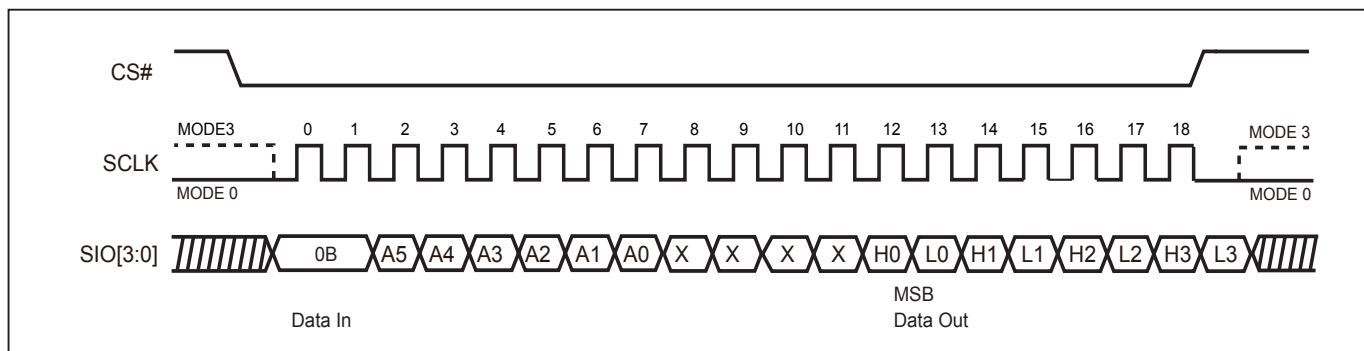 CS#
MODE3
0 1 2 3 4 5 6 7 8 9 10 11 12 13 14 15 16 17 18
MODE 3
SCLK
MODE 0
MODE 0
SIO[3:0]
0B A5 A4 A3 A2 A1 A0 X X X X H0 L0 H1 L1 H2 L2 H3 L3
MSB
Data In
Data Out